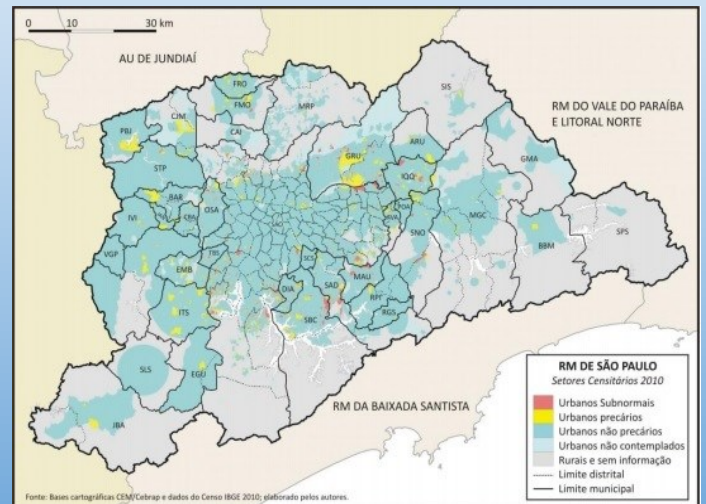 0 10 30 km
AU DE JUNDIAÍ
RM DO VALE DO PARAÍBA
E LITORAL NORTE
FRO
FMO
MRF
SIS
PBJ
CJM
CAI
GRU
ARU
STP
IQQ
GMA
BAR
OSA
POA
IVI
CPA
SNO
MGC
SPS
VGP
TBS
SCS
BBM
EMB
MAU
DIA
SAD
RPI
ITS
SBC
RGS
SLS
EGU
JBA
RM DA BAIXADA SANTISTA
RM DE SÃO PAULO
Setores Censitários 2010
Urbanos Subnormais
Urbanos precários
Urbanos não precários
Urbanos não contemplados
Rurais e sem informação
Limite distrital
Limite municipal
Fonte: Bases cartográficas CEM/Cebrap e dados do Censo IBGE 2010; elaborado pelos autores.